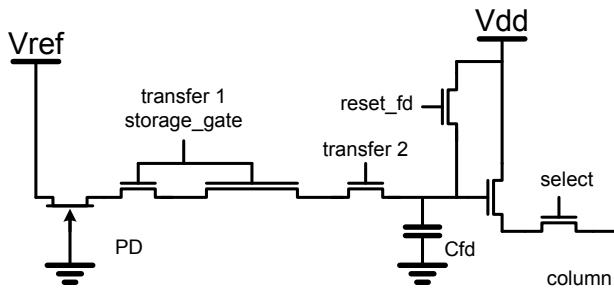 Vdd
Vref
transfer 1
storage_gate
reset_fd
transfer 2
select
PD
Cfd
column